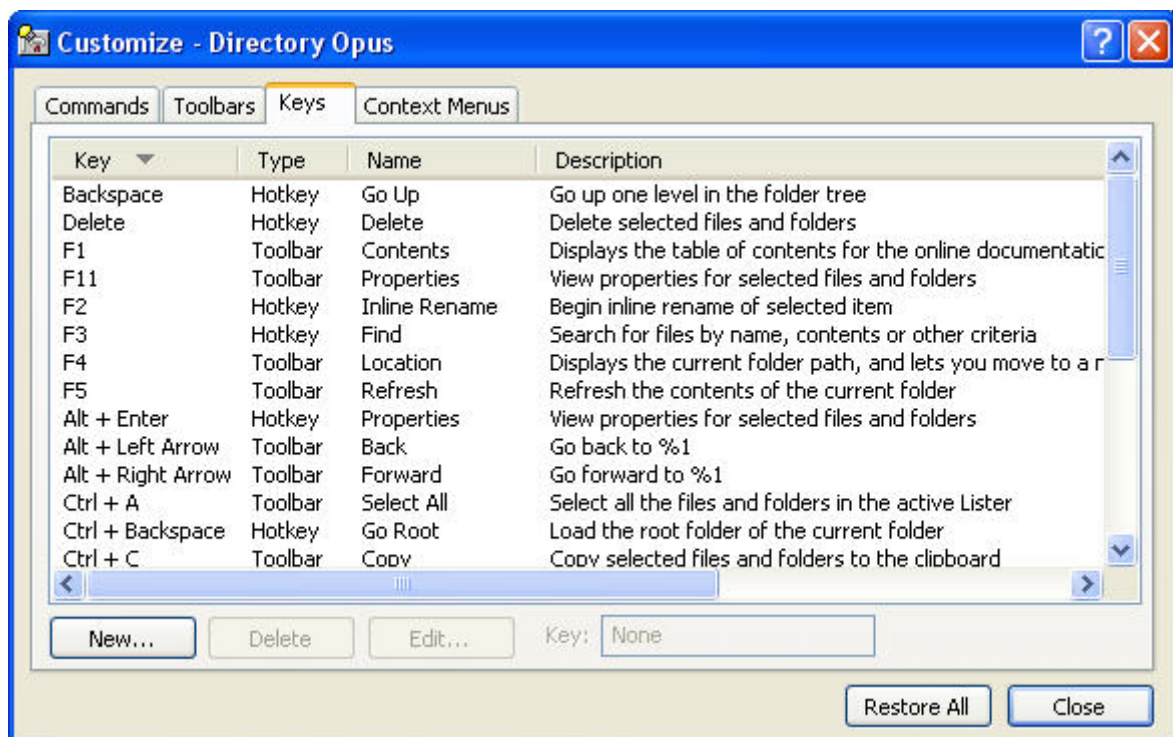 Customize - Directory Opus
Commands Toolbars Keys Context Menus
Key Type Name Description
Backspace Hotkey Go Up Go up one level in the folder tree
Delete Hotkey Delete Delete selected files and folders
F1 Toolbar Contents Displays the table of contents for the online documentatic
F11 Toolbar Properties View properties for selected files and folders
F2 Hotkey Inline Rename Begin inline rename of selected item
F3 Hotkey Find Search for files by name, contents or other criteria
F4 Toolbar Location Displays the current folder path, and lets you move to a r
F5 Toolbar Refresh Refresh the contents of the current folder
Alt + Enter Hotkey Properties View properties for selected files and folders
Alt + Left Arrow Toolbar Back Go back to %1
Alt + Right Arrow Toolbar Forward Go forward to %1
Ctrl + A Toolbar Select All Select all the files and folders in the active Lister
Ctrl + Backspace Hotkey Go Root Load the root folder of the current folder
Ctrl + C Toolbar Copy Copy selected files and folders to the clipboard
New... Delete Edit... Key: None
Restore All Close